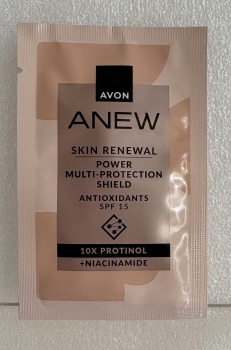 AVON
ANEW
SKIN RENEWAL
POWER
MULTI-PROTECTION
SHIELD
ANTIOXIDANTS
SPF 15
10X PROTINOL
+NIACINAMIDE